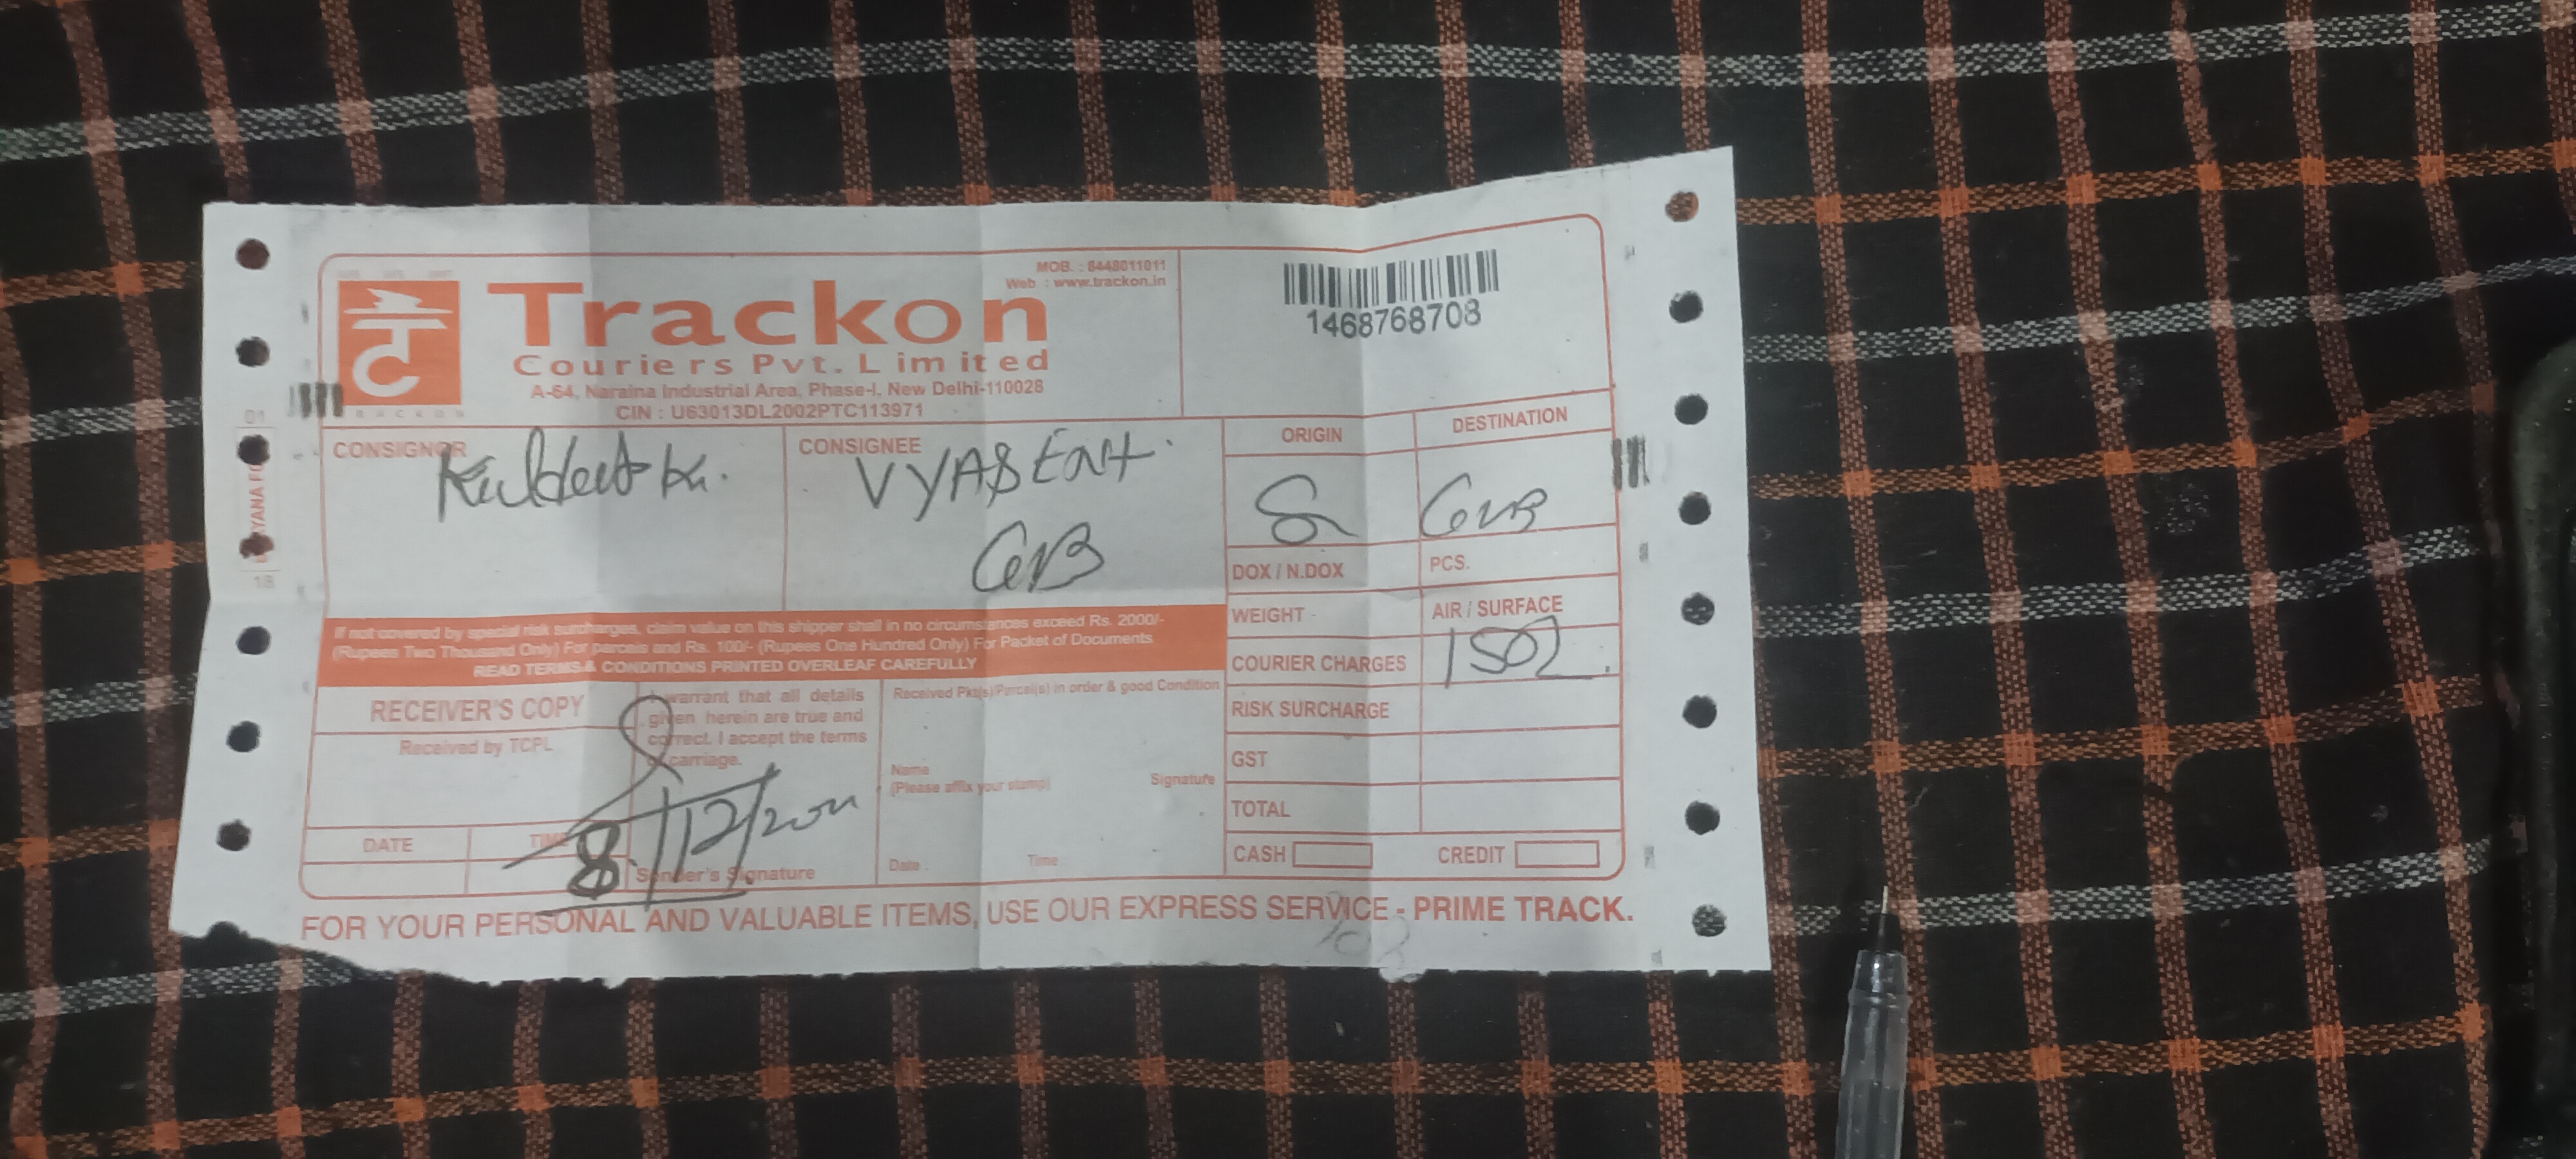 MOB. : 8448011011
Web : www.trackon.in
Trackon
Couriers Pvt. Limited
A-64, Naraina Industrial Area, Phase-I, New Delhi-110028
CIN : U63013DL2002PTC113971
TRACKON
1468768708
CONSIGNOR
CONSIGNEE
VYAS Ent.
ORIGIN
DESTINATION
DOX / N.DOX
PCS.
WEIGHT
AIR / SURFACE
COURIER CHARGES
RISK SURCHARGE
GST
TOTAL
CASH
CREDIT
If not covered by special risk surcharges, claim value on this shipper shall in no circumstances exceed Rs. 2000/-
(Rupees Two Thousand Only) For parcels and Rs. 100/- (Rupees One Hundred Only) For Packet of Documents
READ TERMS & CONDITIONS PRINTED OVERLEAF CAREFULLY
RECEIVER'S COPY
Received by TCPL
DATE
TIME
I warrant that all details
given herein are true and
correct. I accept the terms
of carriage.
8/12/20
Sender's Signature
Received Pkt(s)/Parcel(s) in order & good Condition
Name
(Please affix your stamp)
Signature
Date
Time
FOR YOUR PERSONAL AND VALUABLE ITEMS, USE OUR EXPRESS SERVICE - PRIME TRACK.